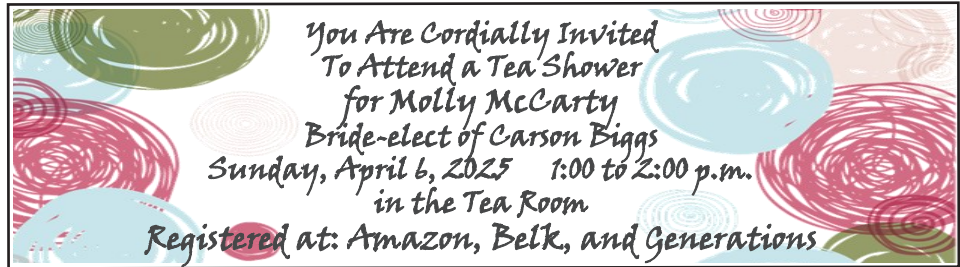 You Are Cordially Invited
To Attend a Tea Shower
for Molly McCarty
Bride-elect of Carson Biggs
Sunday, April 6, 2025 1:00 to 2:00 p.m.
in the Tea Room
Registered at: Amazon, Belk, and Generations